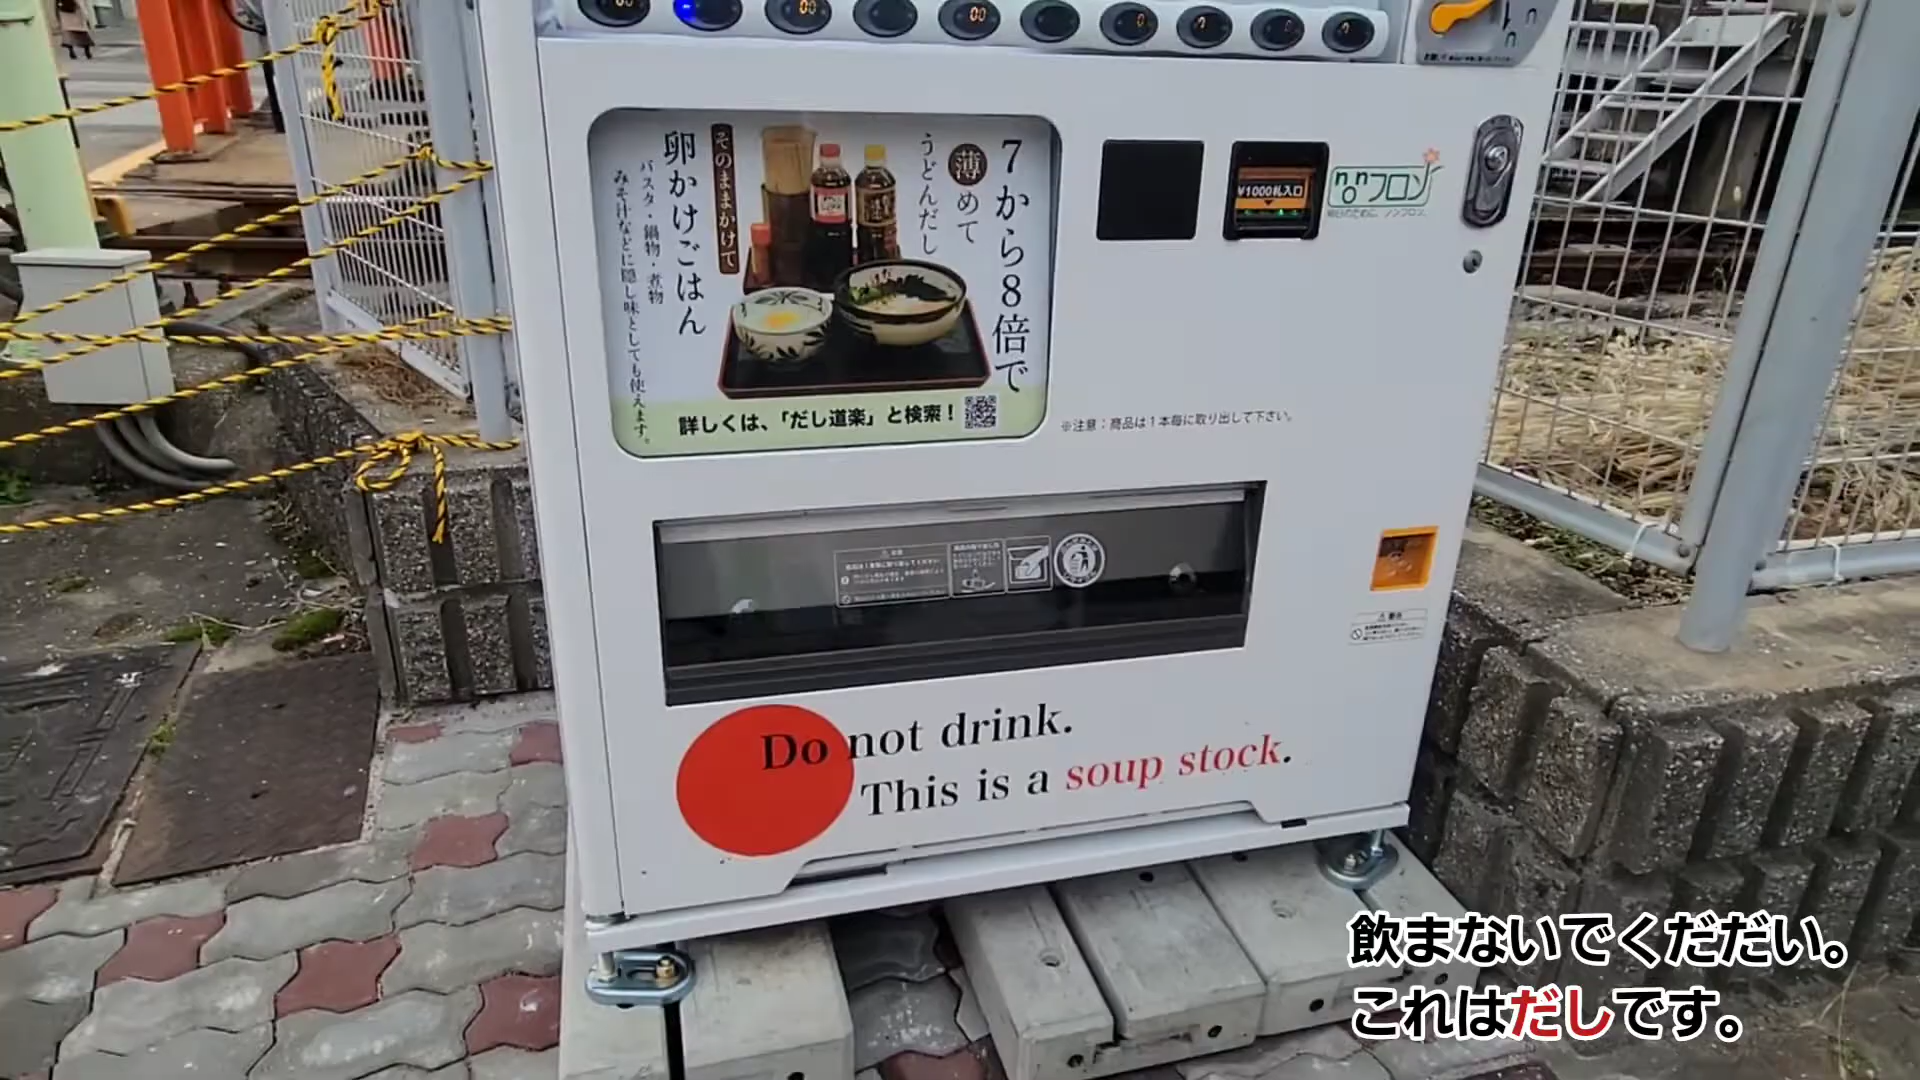 7から8倍で
薄めて
うどんだし
そのままかけて
卵かけごはん
パスタ・鍋物・煮物
みそ汁などに隠し味としても使えます。
詳しくは、「だし道楽」と検索！
¥1000札入口
nonフロン
※注意：商品は1本毎に取り出して下さい。
Do not drink.
This is a soup stock.
飲まないでくだだい。
これはだしです。